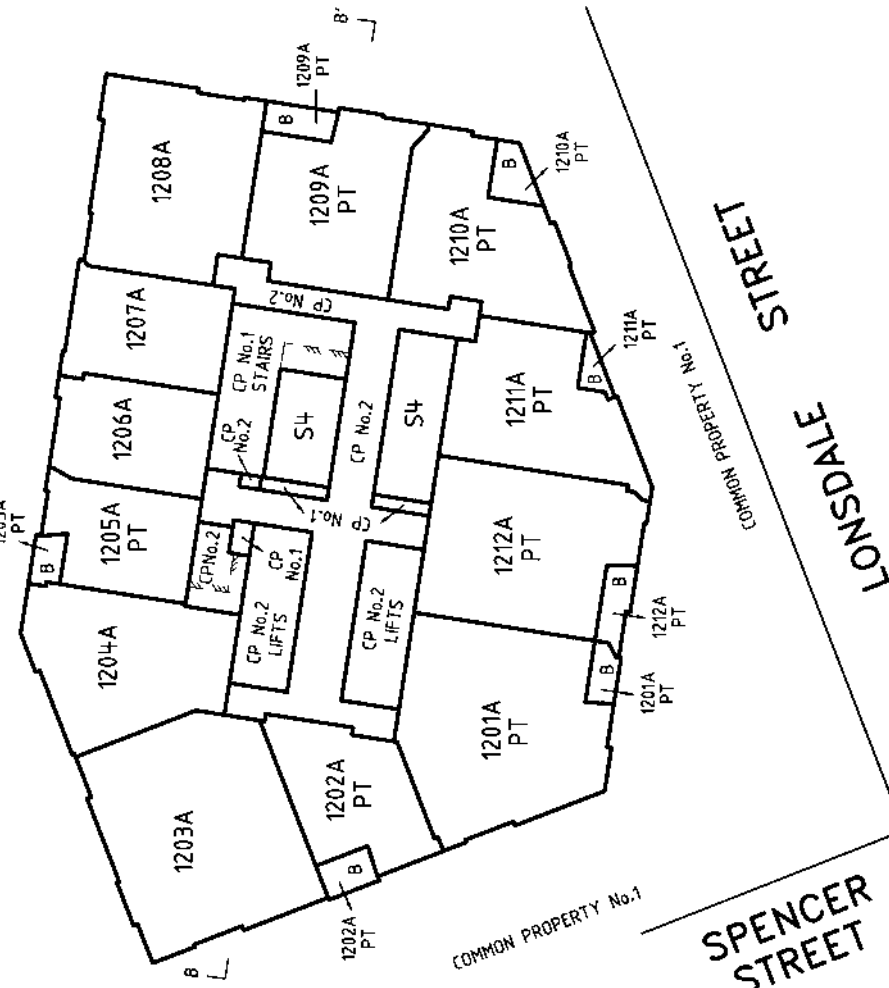 B'
1209A
PT
B
1208A
1209A
PT
B
1210A
PT
1210A
PT
STREET
1207A
CP No.2
CP No.1
STAIRS
1211A
PT
B
COMMON PROPERTY No.1
1206A
CP
No.2
S4
CP No.2
S4
1211A
PT
LONSDALE
PT
B
1205A
PT
CP No.1
CP
CPNo.2
CP
No.1
1212A
PT
B
1212A
PT
1204A
CP No.2
LIFTS
CP No.2
LIFTS
B
1201A
PT
1201A
PT
1203A
1202A
PT
B
1202A
PT
COMMON PROPERTY No.1
SPENCER
STREET
B